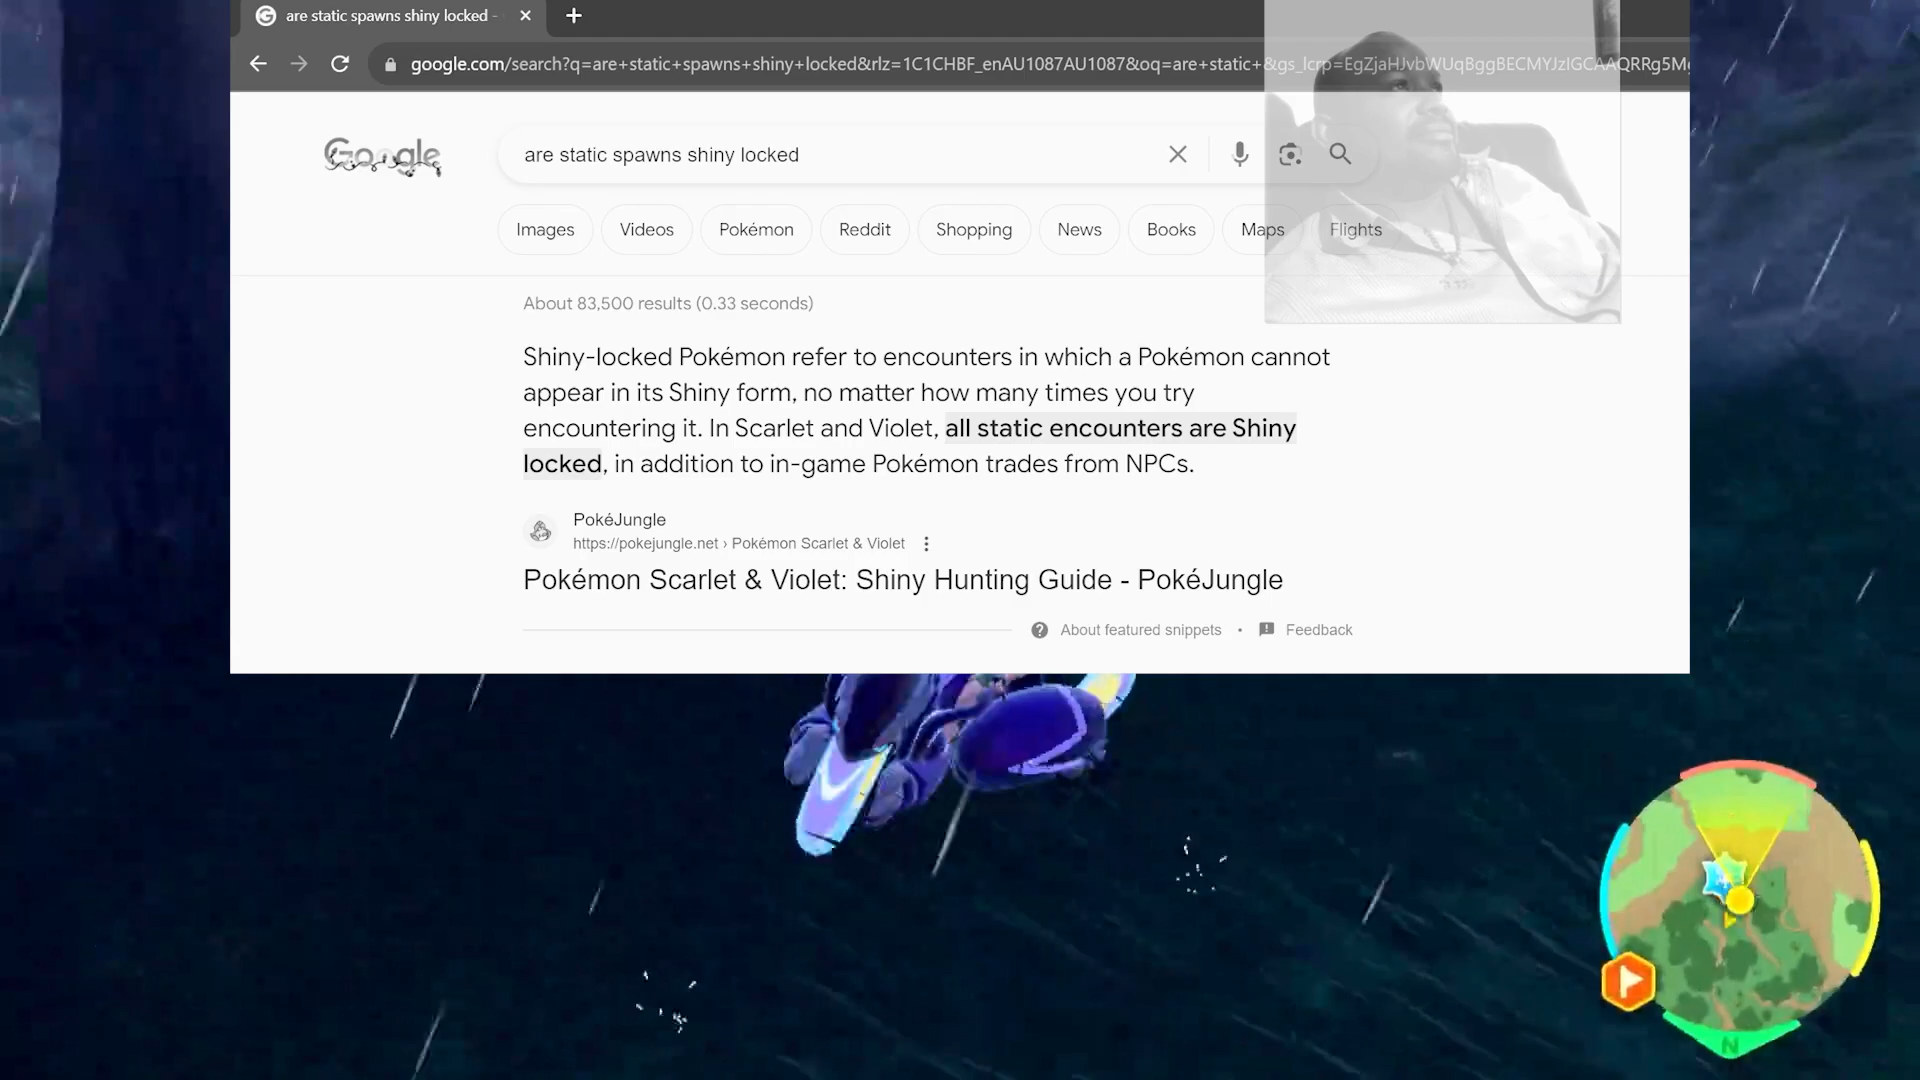 are static spawns shiny locked -
google.com/search?q=are+static+spawns+shiny+locked&rlz=1C1CHBF_enAU1087AU1087&oq=are+static+&gs_lcrp=EgZjaHJvbWUqBggBECMYJzIGCAAQRRg5Mg
Google
are static spawns shiny locked
Images Videos Pokémon Reddit Shopping News Books Maps Flights
About 83,500 results (0.33 seconds)
Shiny-locked Pokémon refer to encounters in which a Pokémon cannot
appear in its Shiny form, no matter how many times you try
encountering it. In Scarlet and Violet, all static encounters are Shiny
locked, in addition to in-game Pokémon trades from NPCs.
PokéJungle
https://pokejungle.net › Pokémon Scarlet & Violet
Pokémon Scarlet & Violet: Shiny Hunting Guide - PokéJungle
About featured snippets • Feedback
N